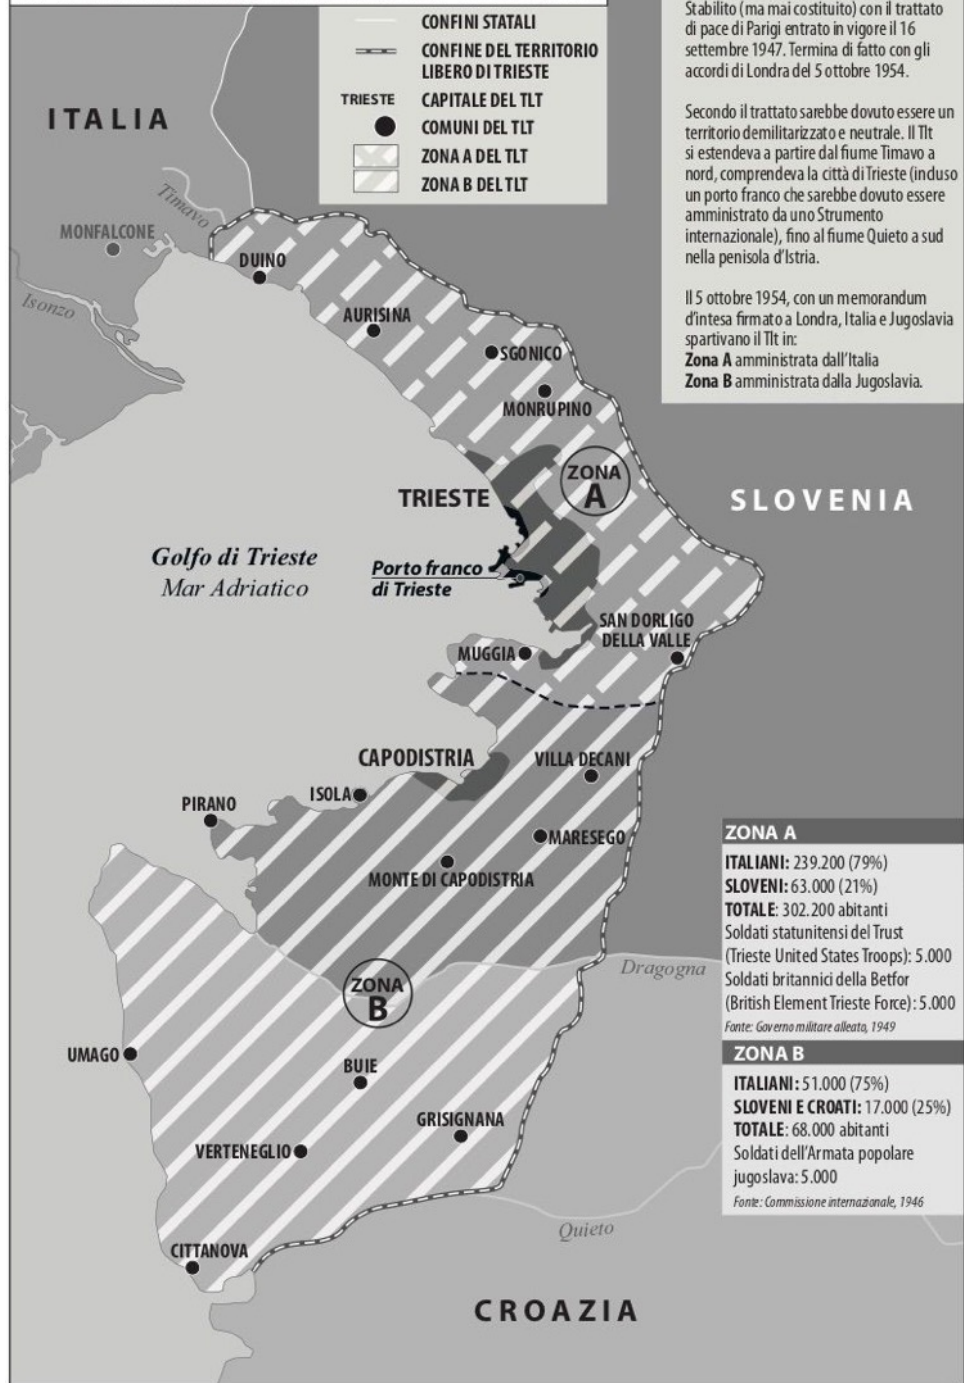 CONFINI STATALI
CONFINE DEL TERRITORIO
LIBERO DI TRIESTE
TRIESTE CAPITALE DEL TLT
COMUNI DEL TLT
ZONA A DEL TLT
ZONA B DEL TLT
Stabilito (ma mai costituito) con il trattato
di pace di Parigi entrato in vigore il 16
settembre 1947. Termina di fatto con gli
accordi di Londra del 5 ottobre 1954.
Secondo il trattato sarebbe dovuto essere un
territorio demilitarizzato e neutrale. Il Tlt
si estendeva a partire dal fiume Timavo a
nord, comprendeva la città di Trieste (incluso
un porto franco che sarebbe dovuto essere
amministrato da uno Strumento
internazionale), fino al fiume Quieto a sud
nella penisola d'Istria.
Il 5 ottobre 1954, con un memorandum
d'intesa firmato a Londra, Italia e Jugoslavia
spartivano il Tlt in:
Zona A amministrata dall'Italia
Zona B amministrata dalla Jugoslavia.
ITALIA
Timavo
MONFALCONE
Isonzo
DUINO
AURISINA
SGONICO
MONRUPINO
ZONA
A
TRIESTE
SLOVENIA
Golfo di Trieste
Mar Adriatico
Porto franco
di Trieste
SAN DORLIGO
DELLA VALLE
MUGGIA
CAPODISTRIA
VILLA DECANI
ISOLA
PIRANO
MARESEGO
MONTE DI CAPODISTRIA
Dragogna
ZONA
B
UMAGO
BUIE
GRISIGNANA
VERTENEGLIO
Quieto
CITTANOVA
CROAZIA
ZONA A
ITALIANI: 239.200 (79%)
SLOVENI: 63.000 (21%)
TOTALE: 302.200 abitanti
Soldati statunitensi del Trust
(Trieste United States Troops): 5.000
Soldati britannici della Betfor
(British Element Trieste Force): 5.000
Fonte: Governo militare alleato, 1949
ZONA B
ITALIANI: 51.000 (75%)
SLOVENI E CROATI: 17.000 (25%)
TOTALE: 68.000 abitanti
Soldati dell'Armata popolare
jugoslava: 5.000
Fonte: Commissione internazionale, 1946